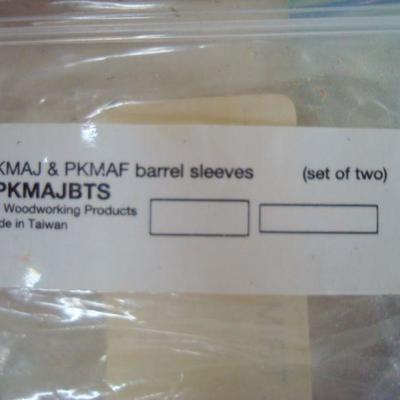 KMAJ & PKMAF barrel sleeves (set of two)
PKMAJBTS
Woodworking Products
de in Taiwan